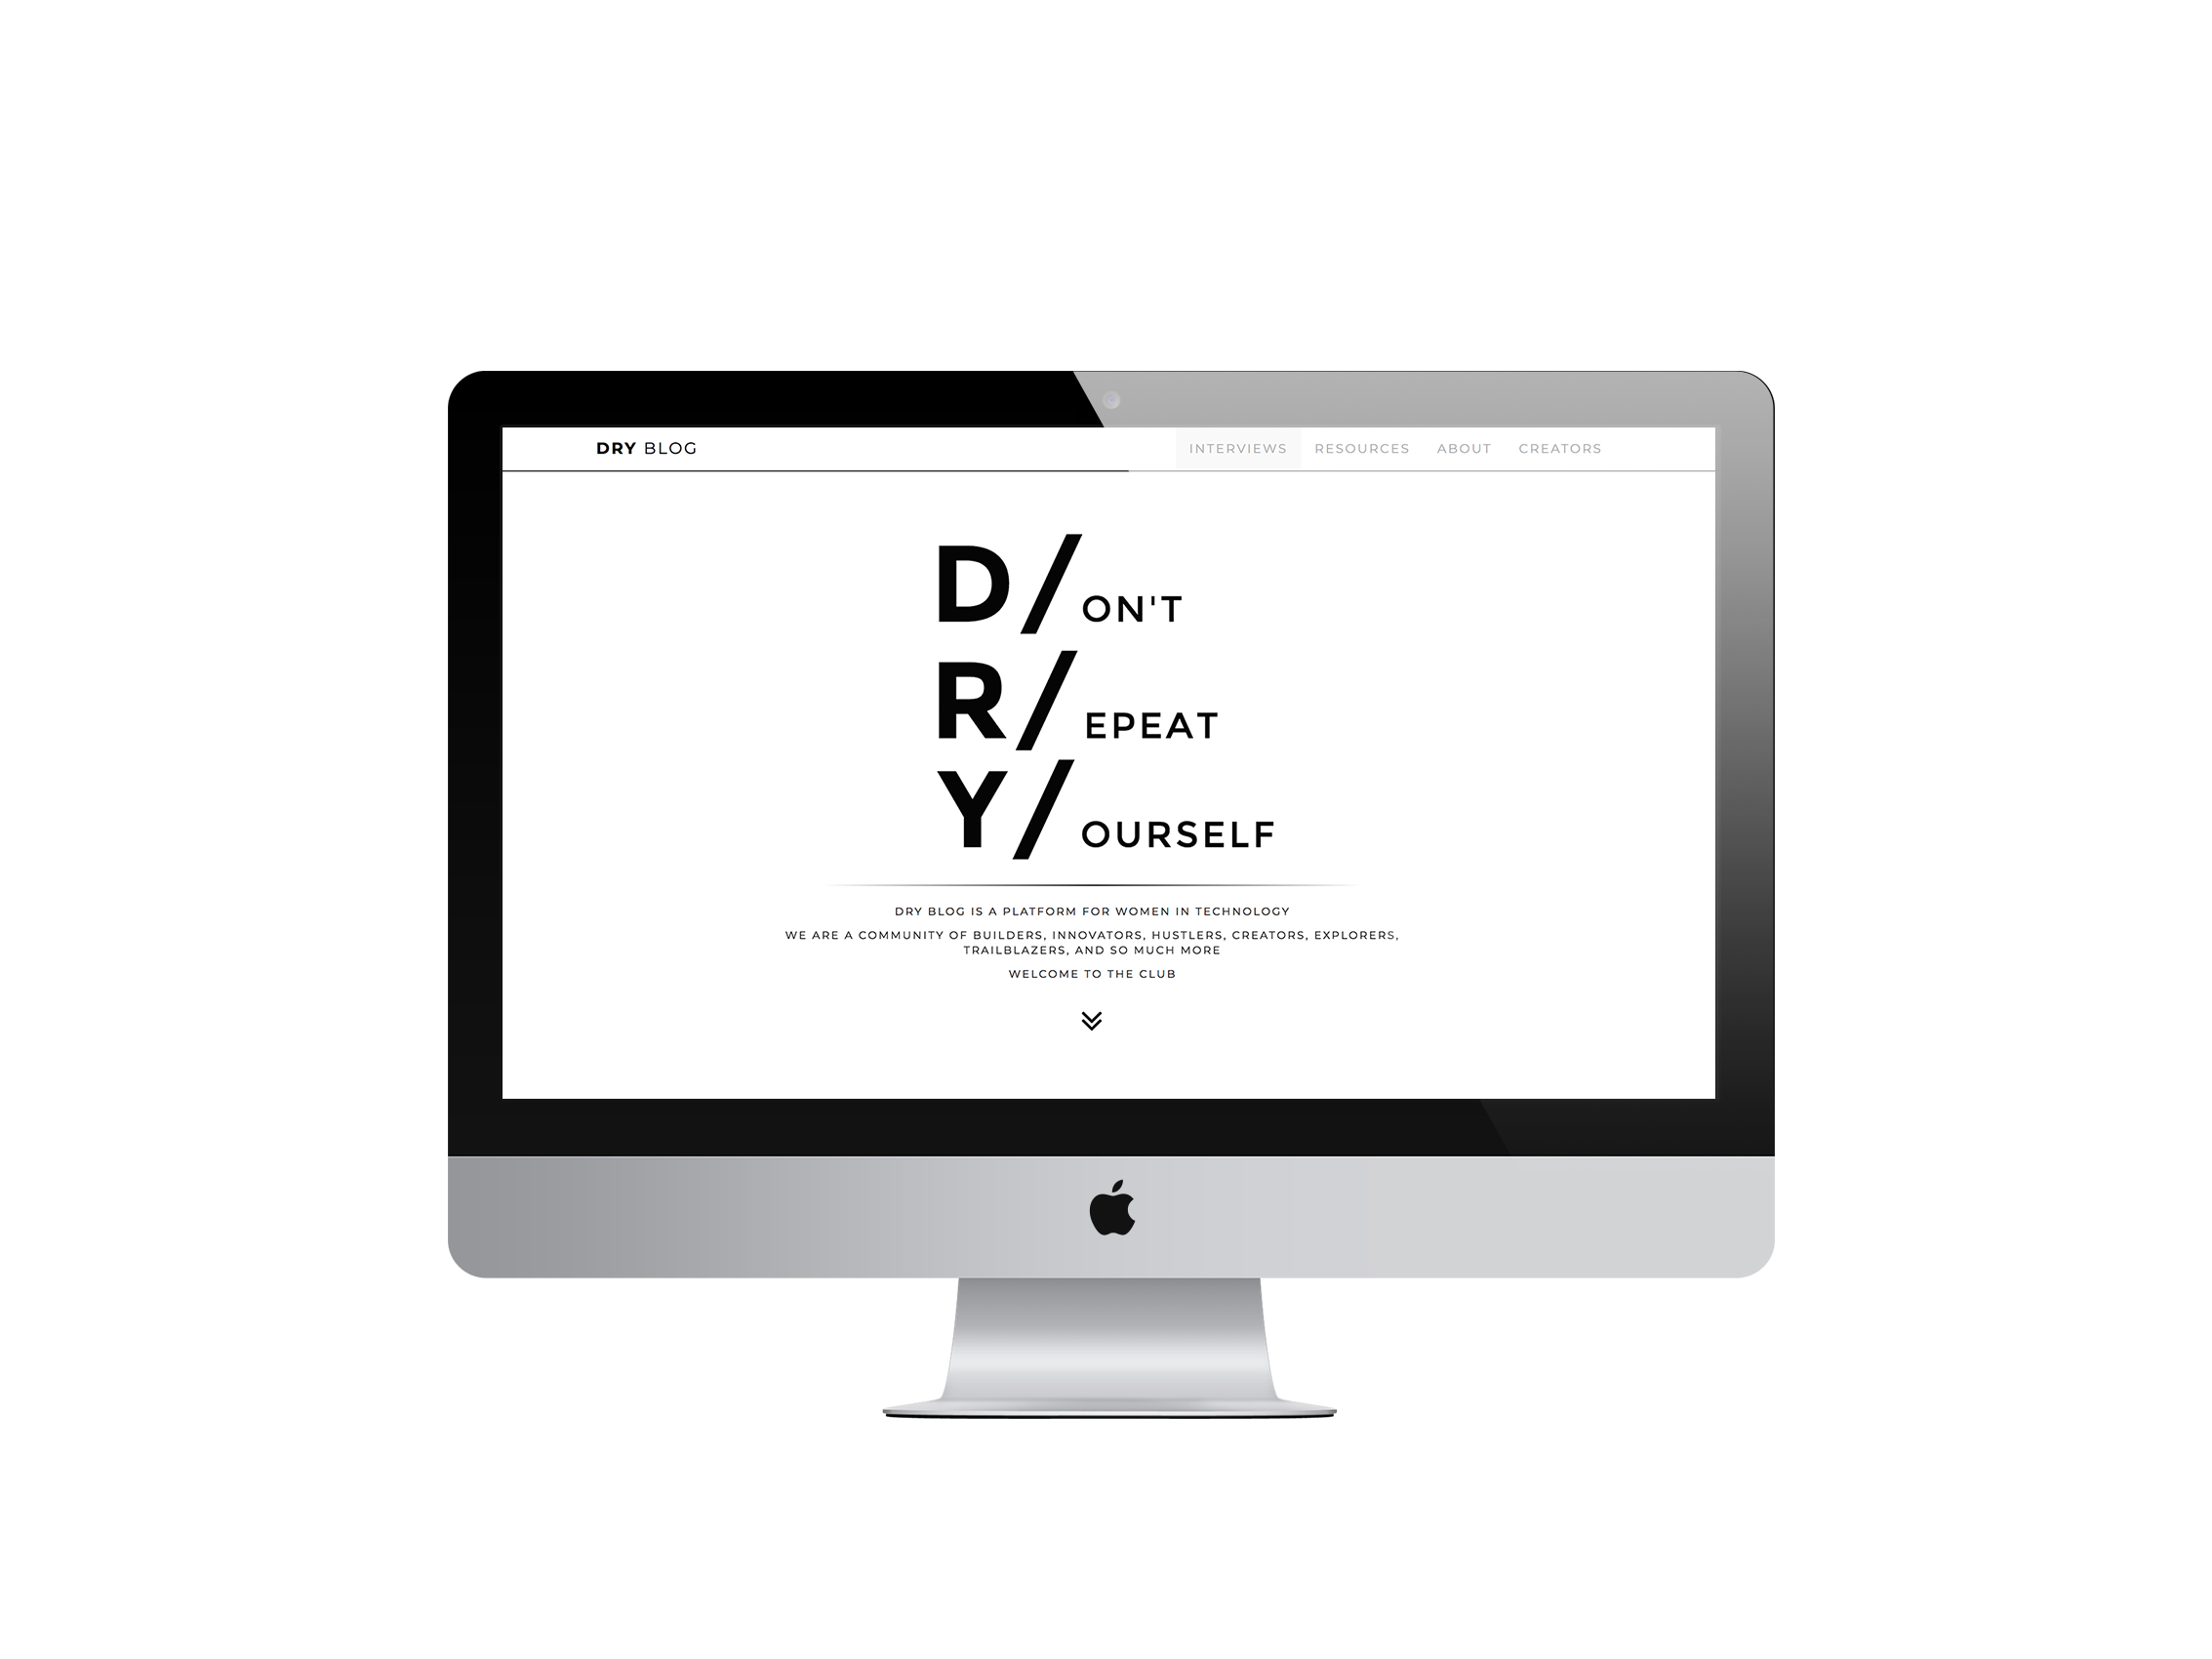 DRY BLOG
INTERVIEWS RESOURCES ABOUT CREATORS
D/ON'T
R/EPEAT
Y/OURSELF
DRY BLOG IS A PLATFORM FOR WOMEN IN TECHNOLOGY
WE ARE A COMMUNITY OF BUILDERS, INNOVATORS, HUSTLERS, CREATORS, EXPLORERS,
TRAILBLAZERS, AND SO MUCH MORE
WELCOME TO THE CLUB